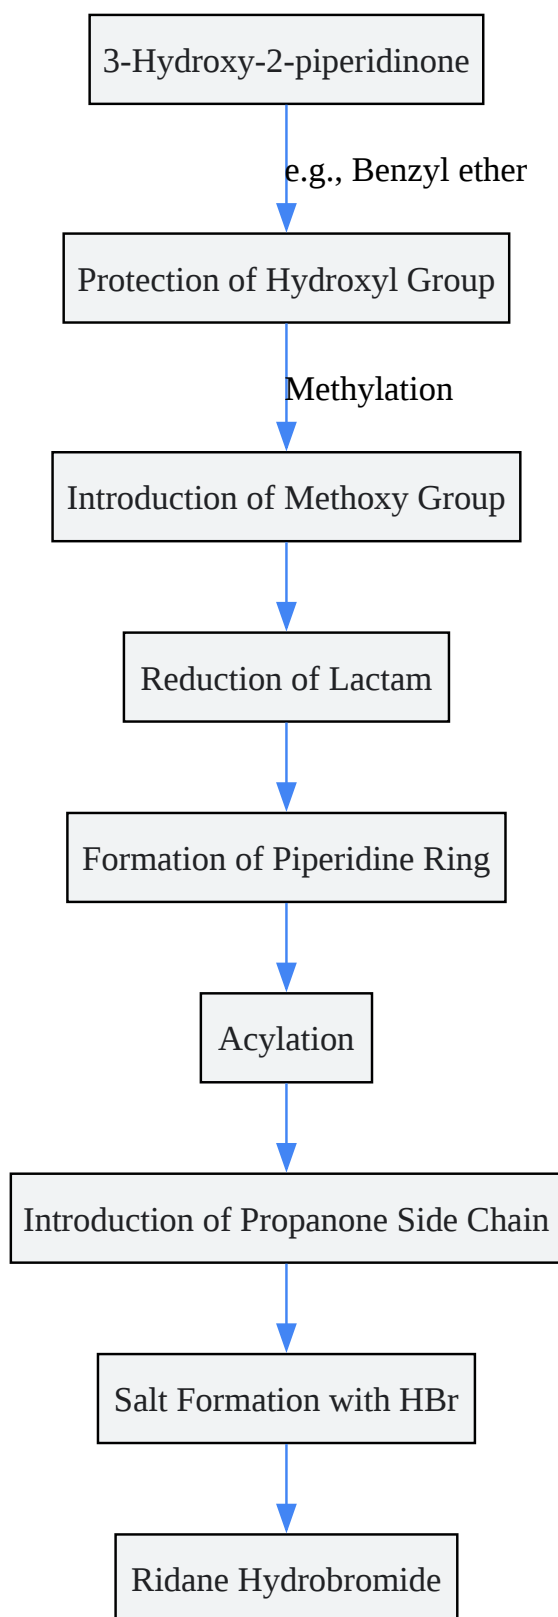 3-Hydroxy-2-piperidinone
e.g., Benzyl ether
Protection of Hydroxyl Group
Methylation
Introduction of Methoxy Group
Reduction of Lactam
Formation of Piperidine Ring
Acylation
Introduction of Propanone Side Chain
Salt Formation with HBr
Ridane Hydrobromide